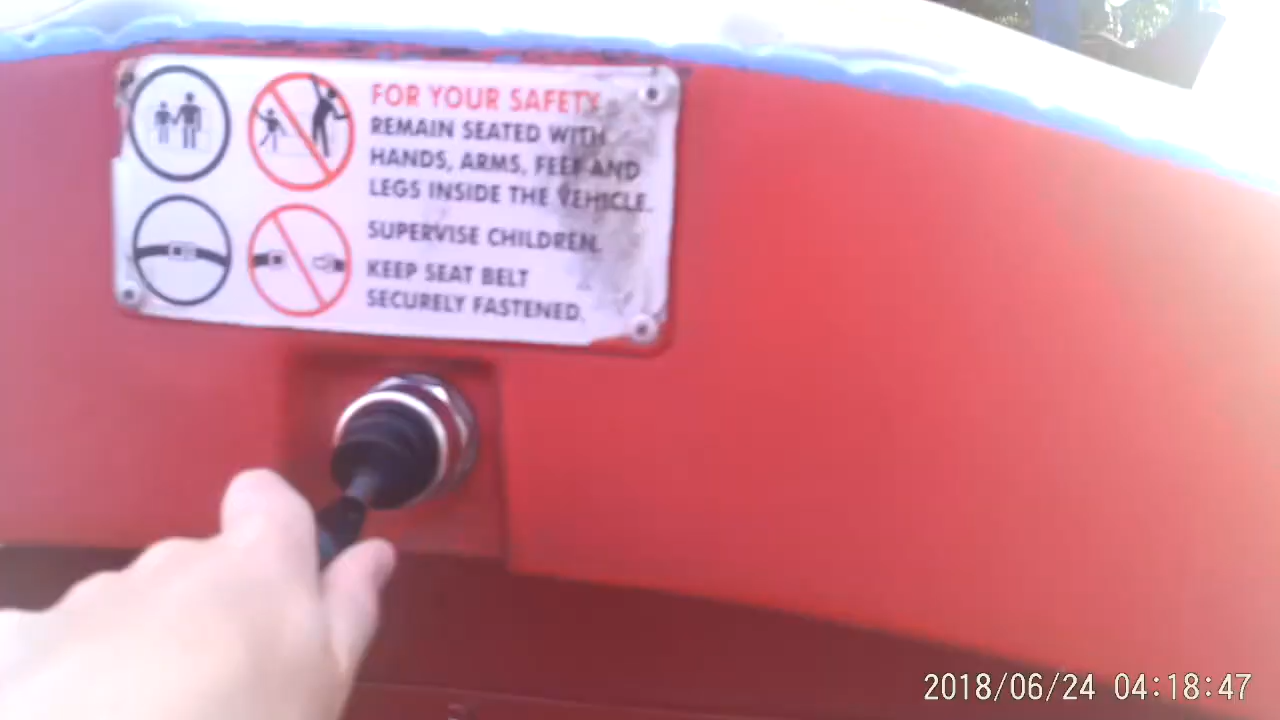 FOR YOUR SAFETY
REMAIN SEATED WITH
HANDS, ARMS, FEET AND
LEGS INSIDE THE VEHICLE.
SUPERVISE CHILDREN.
KEEP SEAT BELT
SECURELY FASTENED.
2018/06/24 04:18:47